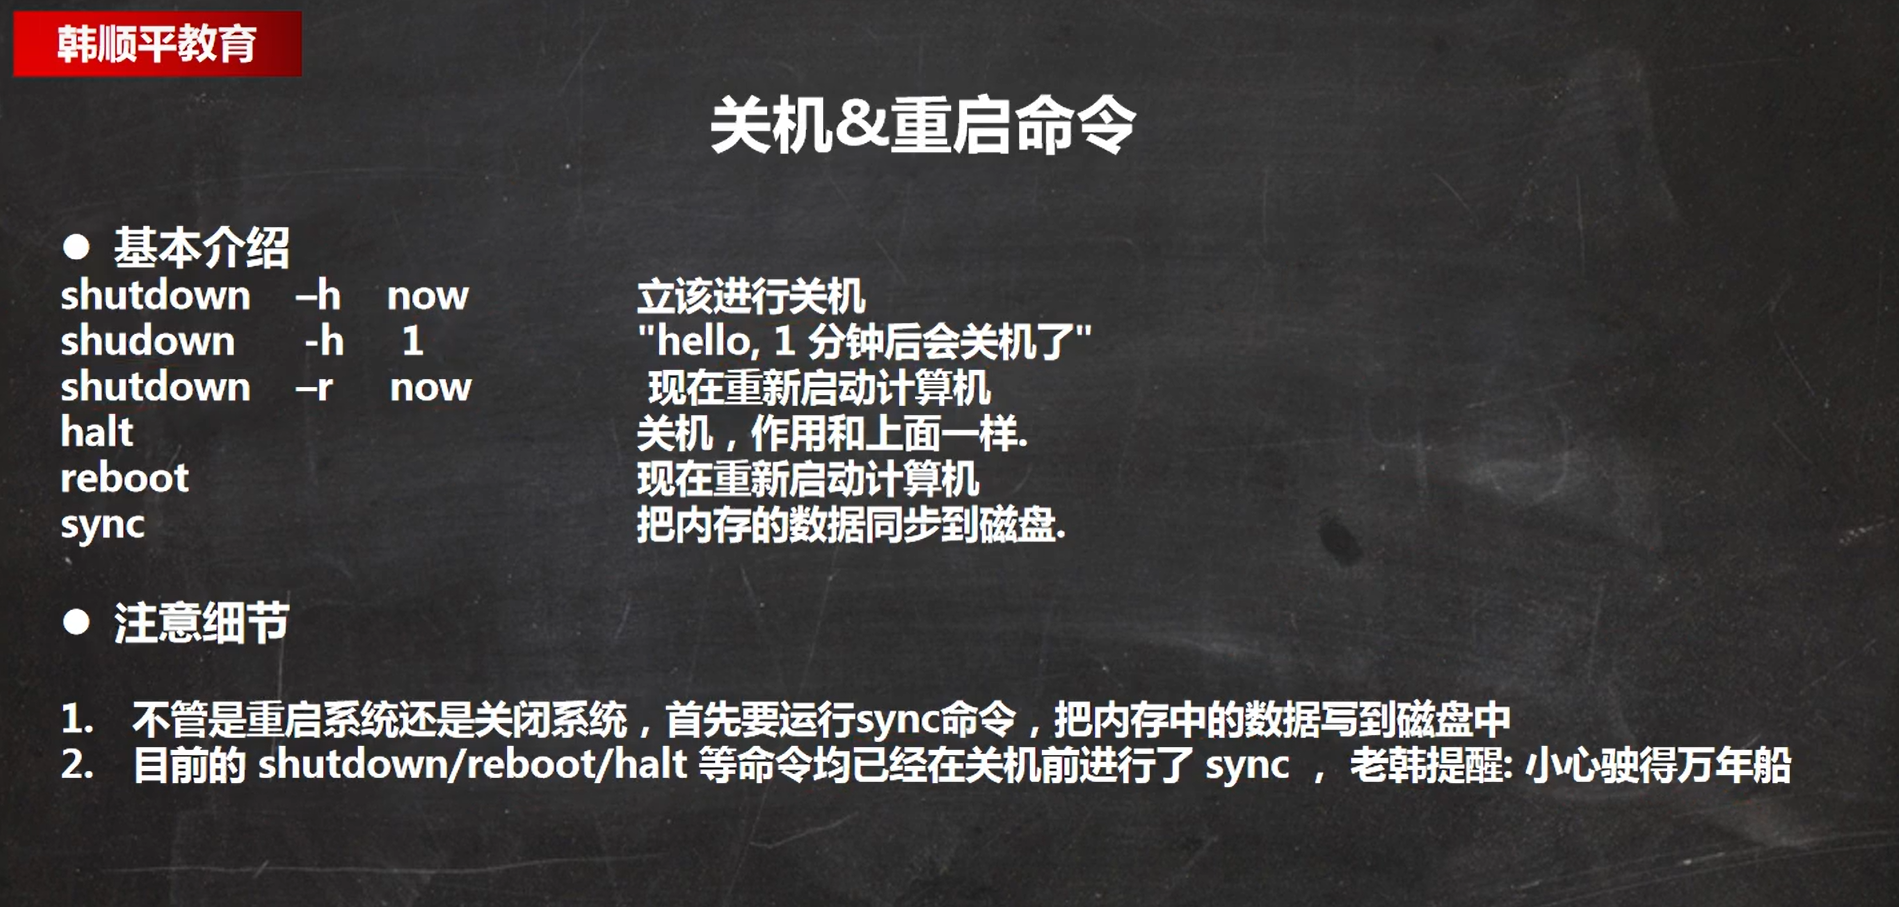 韩顺平教育
关机&重启命令
● 基本介绍
shutdown –h now 立该进行关机
shudown -h 1 "hello, 1 分钟后会关机了"
shutdown –r now 现在重新启动计算机
halt 关机，作用和上面一样.
reboot 现在重新启动计算机
sync 把内存的数据同步到磁盘.
● 注意细节
1. 不管是重启系统还是关闭系统，首先要运行sync命令，把内存中的数据写到磁盘中
2. 目前的 shutdown/reboot/halt 等命令均已经在关机前进行了 sync ， 老韩提醒: 小心驶得万年船